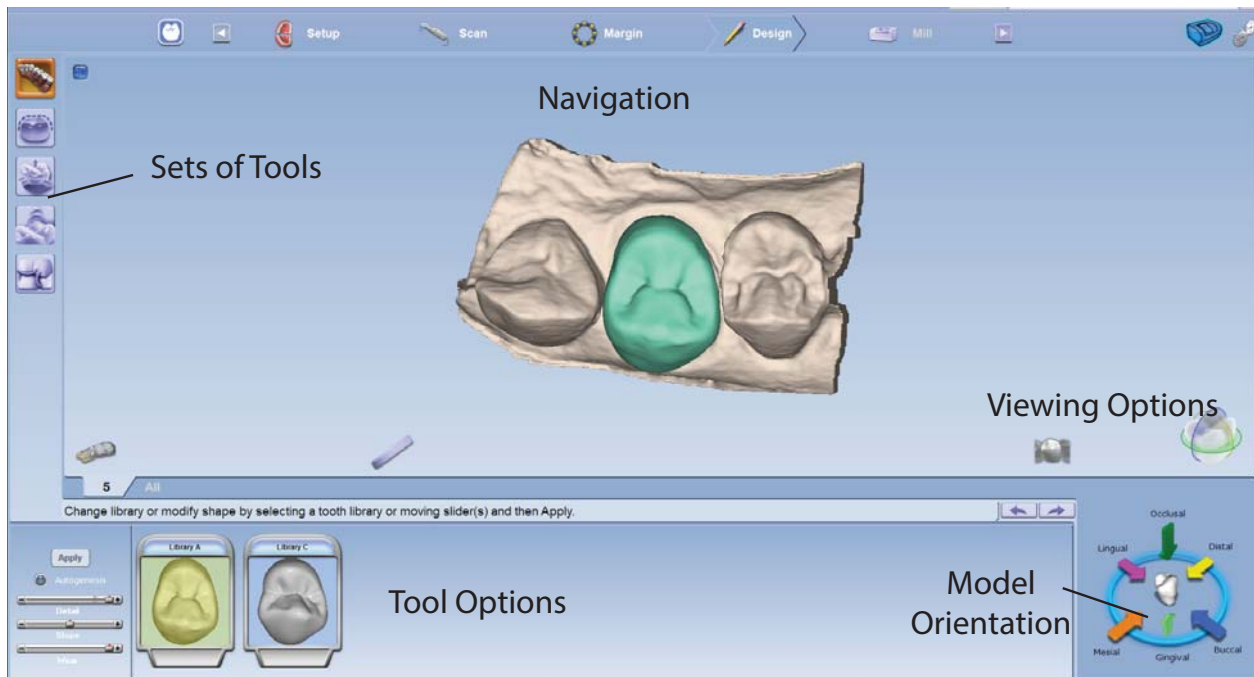 Setup
Scan
Margin
Design
Mill
Navigation
Sets of Tools
Viewing Options
5
All
Change library or modify shape by selecting a tooth library or moving slider(s) and then Apply.
Apply
Autogenesis
Detail
Slope
Wear
Library A
Library C
Tool Options
Model
Orientation
Occlusal
Lingual
Distal
Mesial
Gingival
Buccal